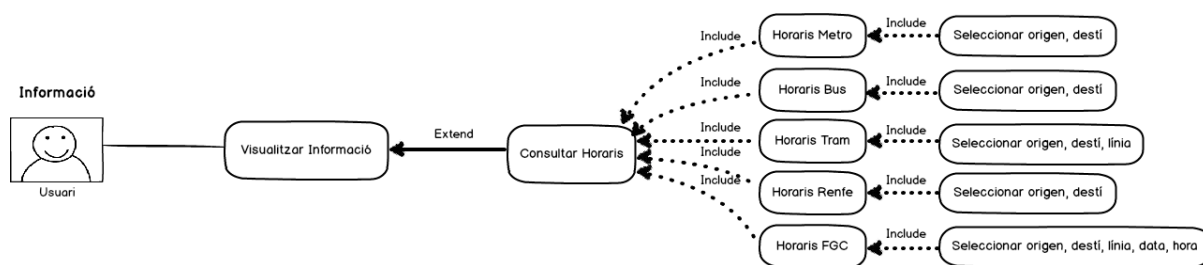 Informació
Usuari
Visualitzar Informació
Extend
Consultar Horaris
Include
Horaris Metro
Include
Seleccionar origen, destí
Include
Horaris Bus
Include
Seleccionar origen, destí
Include
Horaris Tram
Include
Seleccionar origen, destí, línia
Include
Horaris Renfe
Include
Seleccionar origen, destí
Include
Horaris FGC
Include
Seleccionar origen, destí, línia, data, hora